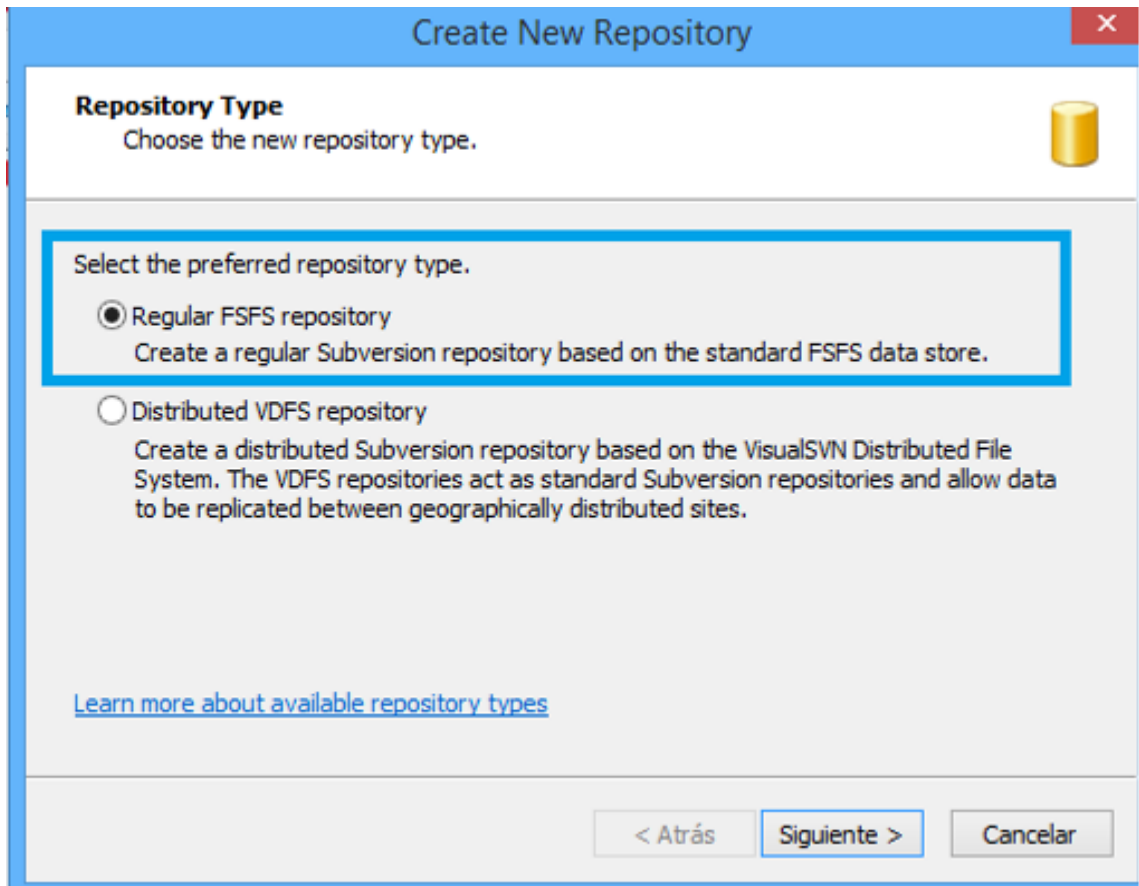 Create New Repository
Repository Type
Choose the new repository type.
Select the preferred repository type.
Regular FSFS repository
Create a regular Subversion repository based on the standard FSFS data store.
Distributed VDFS repository
Create a distributed Subversion repository based on the VisualSVN Distributed File
System. The VDFS repositories act as standard Subversion repositories and allow data
to be replicated between geographically distributed sites.
Learn more about available repository types
< Atrás Siguiente > Cancelar